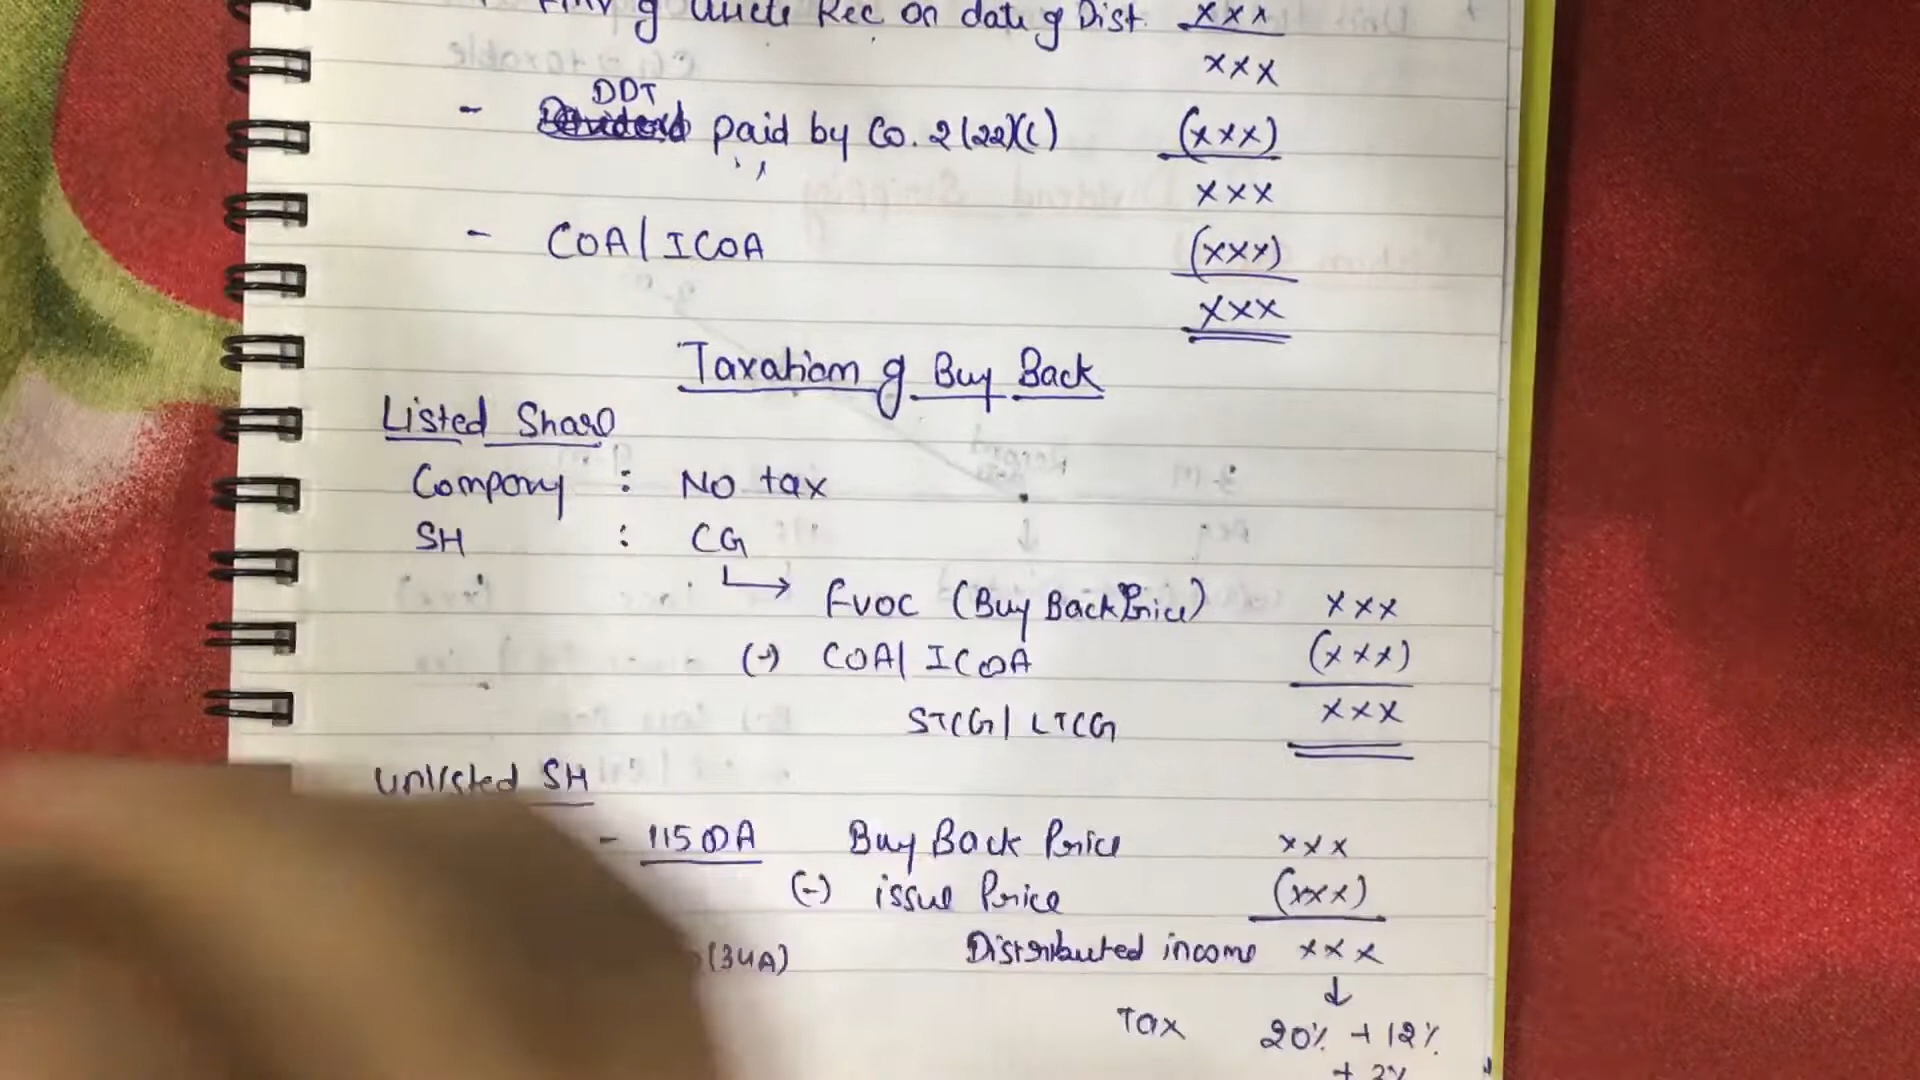 g Rec on date g Dist. xxx
xxx
DDT
- paid by Co. 2(22)(c) (xxx)
xxx
- COA/ICOA (xxx)
xxx
Taxation g Buy Back
Listed Share
Company : No tax
SH : CG
↳ FVOC (Buy Back Price) xxx
(-) COA/ICOA (xxx)
STCG/LTCG xxx
Unlisted SH
- 115QA Buy Back Price xxx
(-) issue Price (xxx)
(34A) Distributed income xxx
↓
Tax 20% + 12%
+